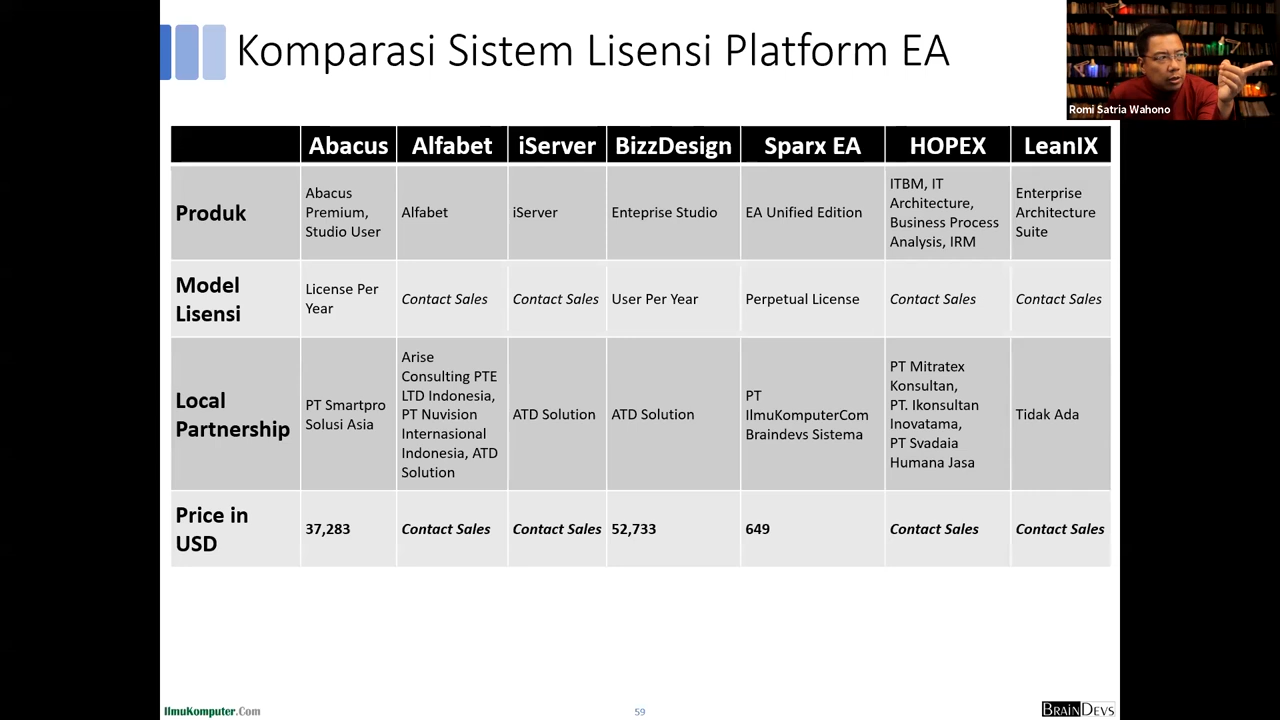 Komparasi Sistem Lisensi Platform EA
Romi Satria Wahono
Abacus
Alfabet
iServer
BizzDesign
Sparx EA
HOPEX
LeanIX
Produk
Abacus
Premium,
Studio User
Alfabet
iServer
Enteprise Studio
EA Unified Edition
ITBM, IT
Architecture,
Business Process
Analysis, IRM
Enterprise
Architecture
Suite
Model
Lisensi
License Per
Year
Contact Sales
Contact Sales
User Per Year
Perpetual License
Contact Sales
Contact Sales
Local
Partnership
PT Smartpro
Solusi Asia
Arise
Consulting PTE
LTD Indonesia,
PT Nuvision
Internasional
Indonesia, ATD
Solution
ATD Solution
ATD Solution
PT
IlmuKomputerCom
Braindevs Sistema
PT Mitratex
Konsultan,
PT. Ikonsultan
Inovatama,
PT Svadaia
Humana Jasa
Tidak Ada
Price in
USD
37,283
Contact Sales
Contact Sales
52,733
649
Contact Sales
Contact Sales
IlmuKomputer.Com
59
BRAINDEVS